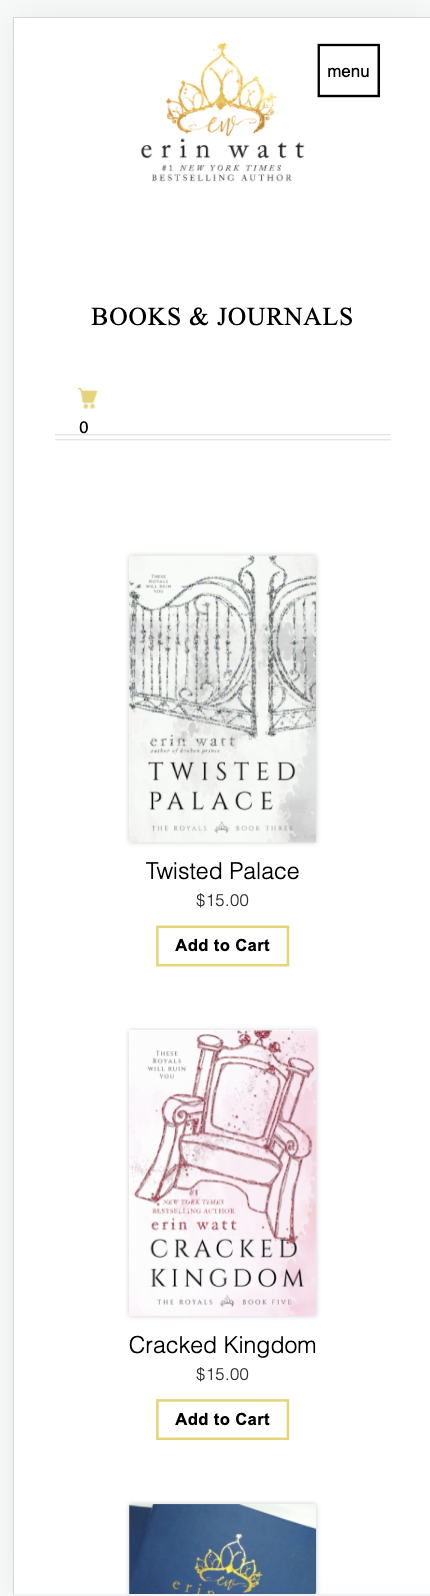 menu
ew
erin watt
#1 NEW YORK TIMES
BESTSELLING AUTHOR
BOOKS & JOURNALS
0
THESE
ROYALS
WILL RUIN
YOU
erin watt
author of broken prince
TWISTED
PALACE
THE ROYALS BOOK THREE
Twisted Palace
$15.00
Add to Cart
THESE
ROYALS
WILL RUIN
YOU
#1
NEW YORK TIMES
BESTSELLING AUTHOR
erin watt
CRACKED
KINGDOM
THE ROYALS BOOK FIVE
Cracked Kingdom
$15.00
Add to Cart
ew
erin